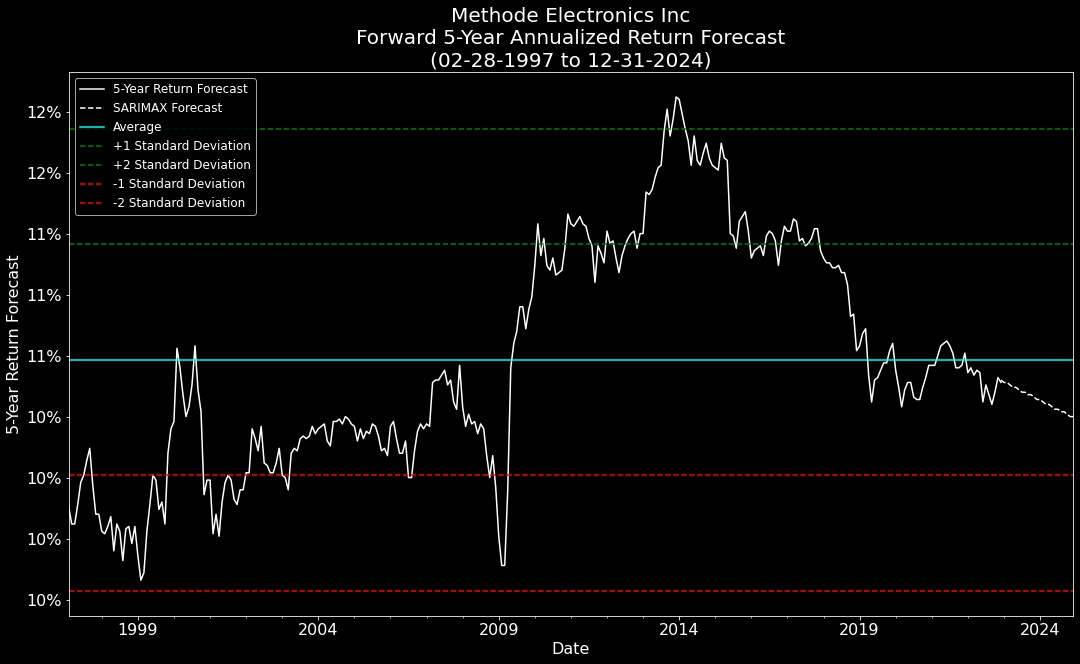 Methode Electronics Inc
Forward 5-Year Annualized Return Forecast
(02-28-1997 to 12-31-2024)
5-Year Return Forecast
SARIMAX Forecast
Average
+1 Standard Deviation
+2 Standard Deviation
-1 Standard Deviation
-2 Standard Deviation
5-Year Return Forecast
12%
12%
11%
11%
11%
10%
10%
10%
10%
1999 2004 2009 2014 2019 2024
Date